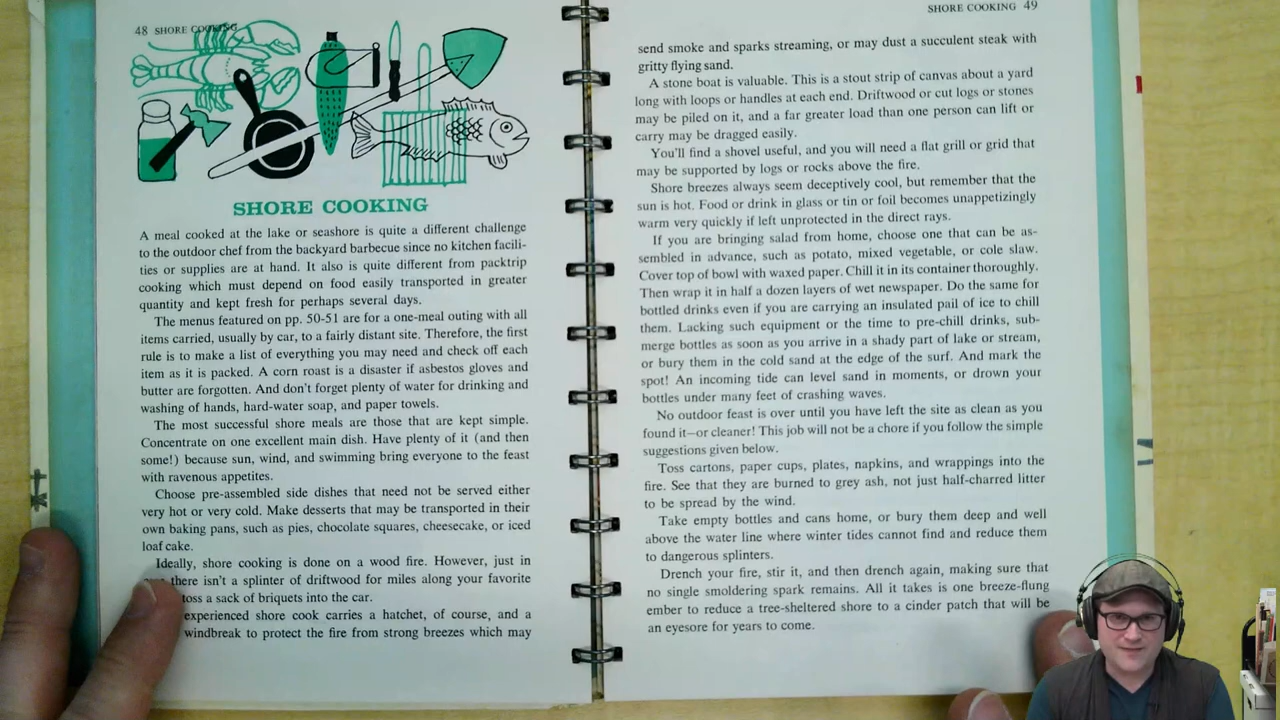 48 SHORE COOKING
SHORE COOKING
A meal cooked at the lake or seashore is quite a different challenge
to the outdoor chef from the backyard barbecue since no kitchen facili-
ties or supplies are at hand. It also is quite different from packtrip
cooking which must depend on food easily transported in greater
quantity and kept fresh for perhaps several days.
The menus featured on pp. 50-51 are for a one-meal outing with all
items carried, usually by car, to a fairly distant site. Therefore, the first
rule is to make a list of everything you may need and check off each
item as it is packed. A corn roast is a disaster if asbestos gloves and
butter are forgotten. And don't forget plenty of water for drinking and
washing of hands, hard-water soap, and paper towels.
The most successful shore meals are those that are kept simple.
Concentrate on one excellent main dish. Have plenty of it (and then
some!) because sun, wind, and swimming bring everyone to the feast
with ravenous appetites.
Choose pre-assembled side dishes that need not be served either
very hot or very cold. Make desserts that may be transported in their
own baking pans, such as pies, chocolate squares, cheesecake, or iced
loaf cake.
Ideally, shore cooking is done on a wood fire. However, just in
there isn't a splinter of driftwood for miles along your favorite
toss a sack of briquets into the car.
experienced shore cook carries a hatchet, of course, and a
windbreak to protect the fire from strong breezes which may
SHORE COOKING 49
send smoke and sparks streaming, or may dust a succulent steak with
gritty flying sand.
A stone boat is valuable. This is a stout strip of canvas about a yard
long with loops or handles at each end. Driftwood or cut logs or stones
may be piled on it, and a far greater load than one person can lift or
carry may be dragged easily.
You'll find a shovel useful, and you will need a flat grill or grid that
may be supported by logs or rocks above the fire.
Shore breezes always seem deceptively cool, but remember that the
sun is hot. Food or drink in glass or tin or foil becomes unappetizingly
warm very quickly if left unprotected in the direct rays.
If you are bringing salad from home, choose one that can be as-
sembled in advance, such as potato, mixed vegetable, or cole slaw.
Cover top of bowl with waxed paper. Chill it in its container thoroughly.
Then wrap it in half a dozen layers of wet newspaper. Do the same for
bottled drinks even if you are carrying an insulated pail of ice to chill
them. Lacking such equipment or the time to pre-chill drinks, sub-
merge bottles as soon as you arrive in a shady part of lake or stream,
or bury them in the cold sand at the edge of the surf. And mark the
spot! An incoming tide can level sand in moments, or drown your
bottles under many feet of crashing waves.
No outdoor feast is over until you have left the site as clean as you
found it—or cleaner! This job will not be a chore if you follow the simple
suggestions given below.
Toss cartons, paper cups, plates, napkins, and wrappings into the
fire. See that they are burned to grey ash, not just half-charred litter
to be spread by the wind.
Take empty bottles and cans home, or bury them deep and well
above the water line where winter tides cannot find and reduce them
to dangerous splinters.
Drench your fire, stir it, and then drench again, making sure that
no single smoldering spark remains. All it takes is one breeze-flung
ember to reduce a tree-sheltered shore to a cinder patch that will be
an eyesore for years to come.